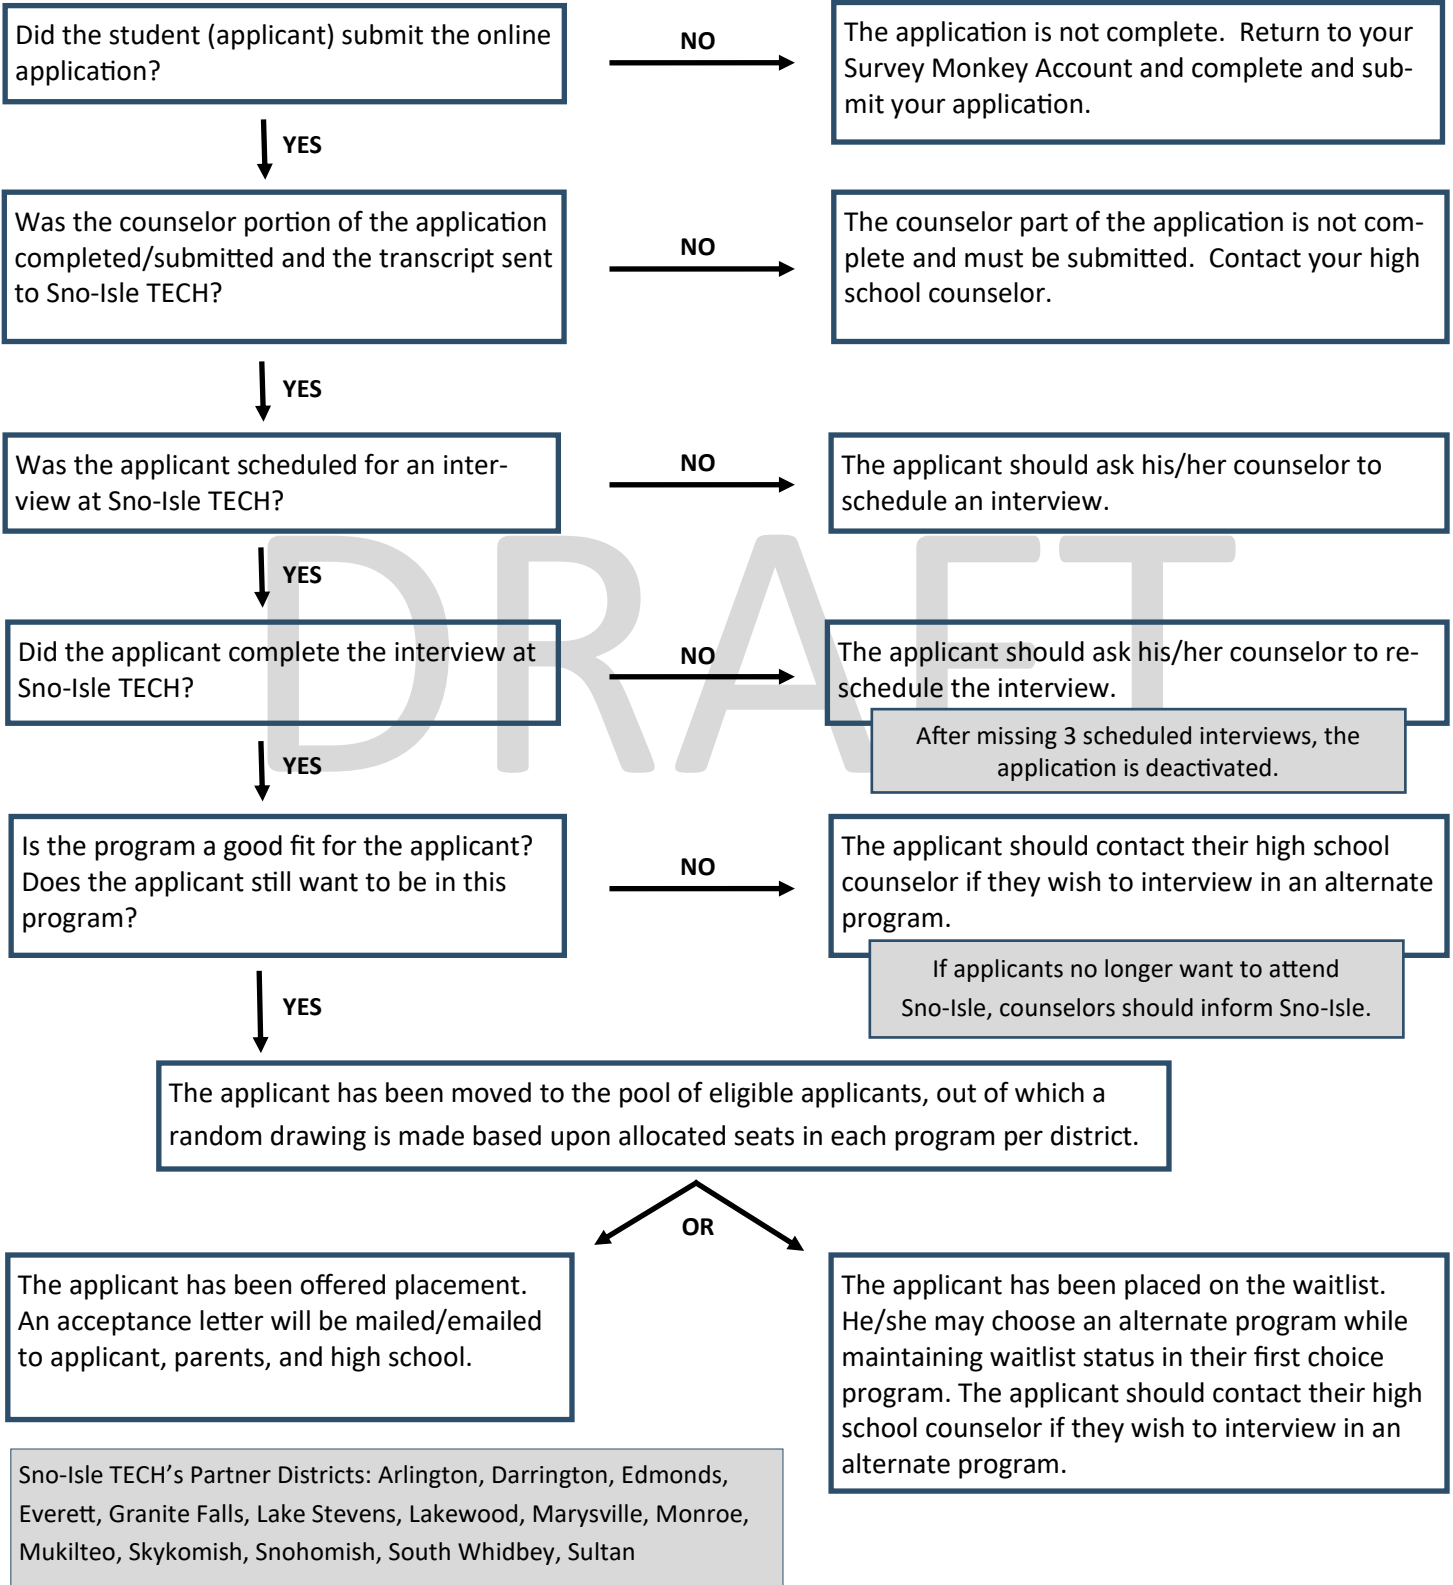 Did the student (applicant) submit the online
application?
NO
The application is not complete.  Return to your
Survey Monkey Account and complete and sub-
mit your application.
YES
Was the counselor portion of the application
completed/submitted and the transcript sent
to Sno-Isle TECH?
NO
The counselor part of the application is not com-
plete and must be submitted.  Contact your high
school counselor.
YES
Was the applicant scheduled for an inter-
view at Sno-Isle TECH?
NO
The applicant should ask his/her counselor to
schedule an interview.
YES
DRAFT
Did the applicant complete the interview at
Sno-Isle TECH?
NO
The applicant should ask his/her counselor to re-
schedule the interview.
After missing 3 scheduled interviews, the
application is deactivated.
YES
Is the program a good fit for the applicant?
Does the applicant still want to be in this
program?
NO
The applicant should contact their high school
counselor if they wish to interview in an alternate
program.
If applicants no longer want to attend
Sno-Isle, counselors should inform Sno-Isle.
YES
The applicant has been moved to the pool of eligible applicants, out of which a
random drawing is made based upon allocated seats in each program per district.
OR
The applicant has been offered placement.
An acceptance letter will be mailed/emailed
to applicant, parents, and high school.
The applicant has been placed on the waitlist.
He/she may choose an alternate program while
maintaining waitlist status in their first choice
program. The applicant should contact their high
school counselor if they wish to interview in an
alternate program.
Sno-Isle TECH’s Partner Districts: Arlington, Darrington, Edmonds,
Everett, Granite Falls, Lake Stevens, Lakewood, Marysville, Monroe,
Mukilteo, Skykomish, Snohomish, South Whidbey, Sultan